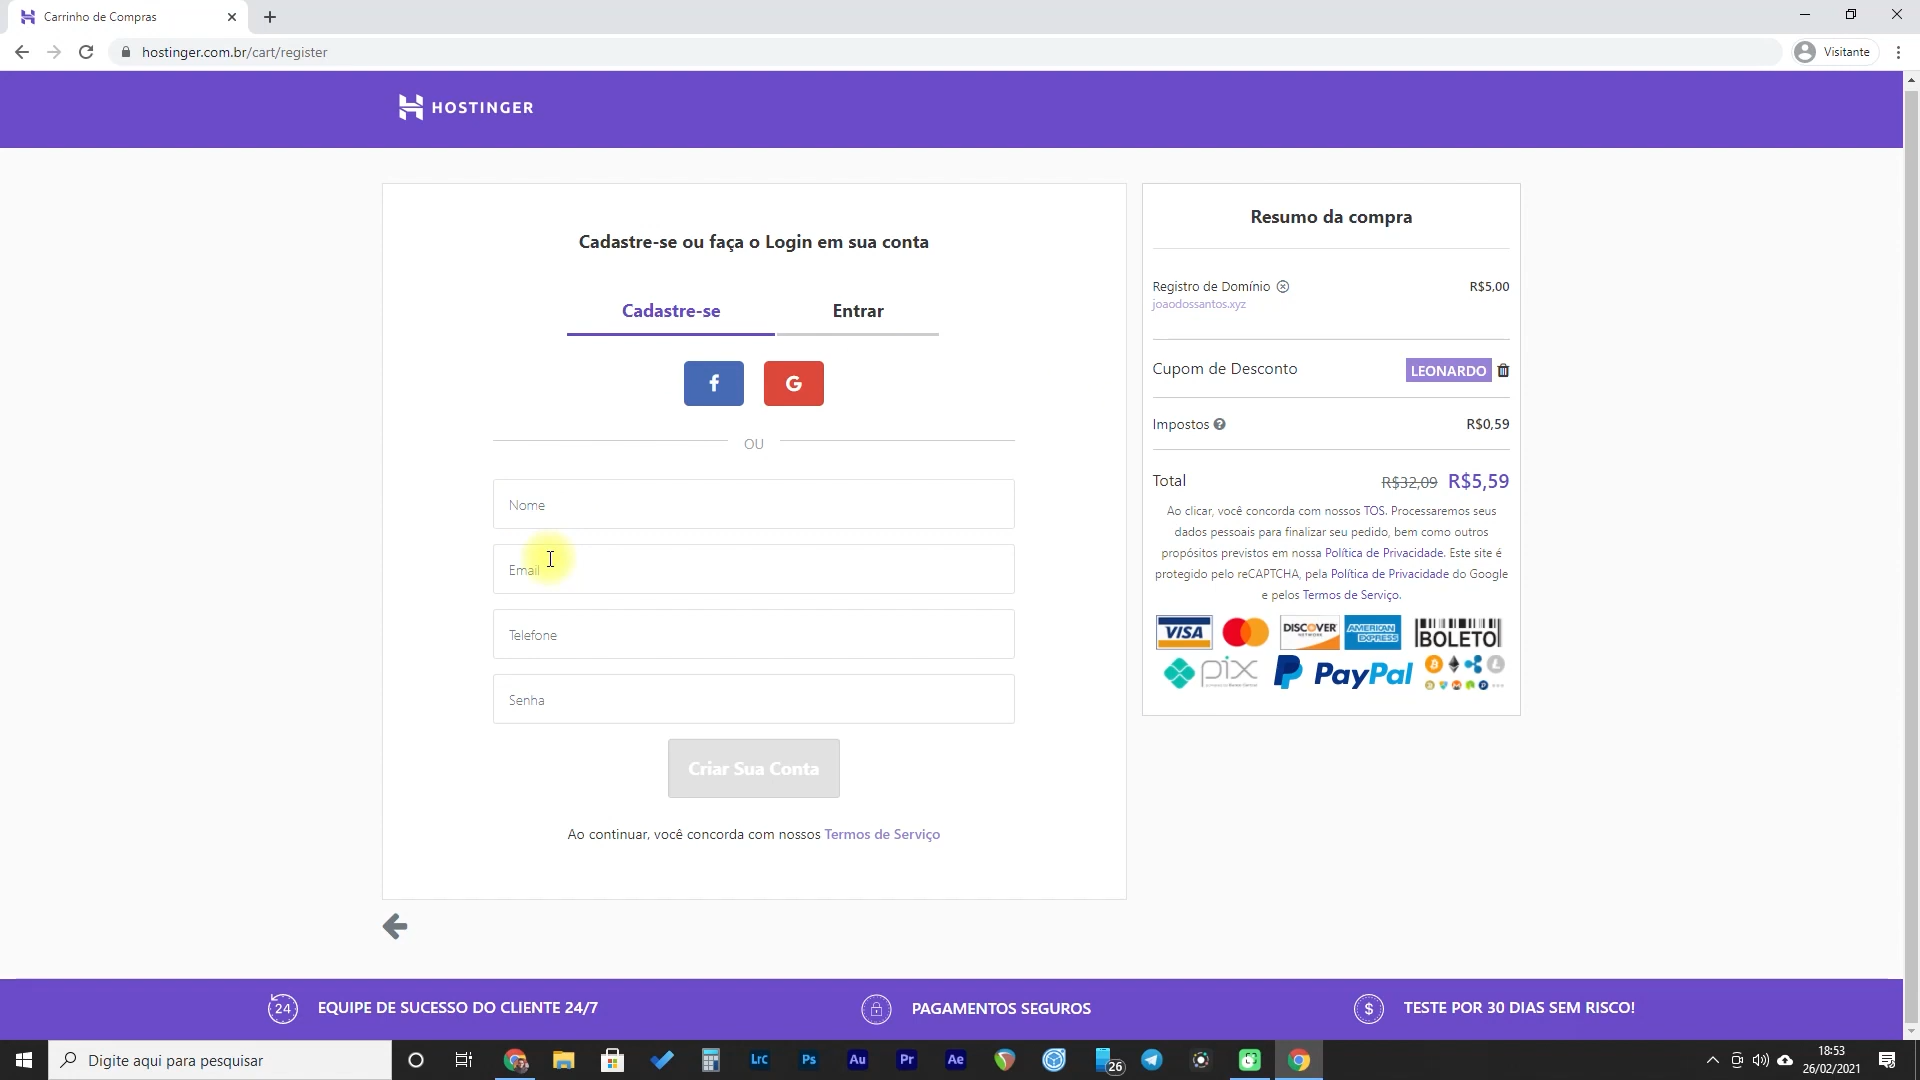 Carrinho de Compras
hostinger.com.br/cart/register
Visitante
HOSTINGER
Cadastre-se ou faça o Login em sua conta
Cadastre-se
Entrar
f
G
OU
Nome
Email
Telefone
Senha
Criar Sua Conta
Ao continuar, você concorda com nossos Termos de Serviço
Resumo da compra
Registro de Domínio R$5,00
joaodossantos.xyz
Cupom de Desconto LEONARDO
Impostos R$0,59
Total R$32,09 R$5,59
Ao clicar, você concorda com nossos TOS. Processaremos seus
dados pessoais para finalizar seu pedido, bem como outros
propósitos previstos em nossa Política de Privacidade. Este site é
protegido pelo reCAPTCHA, pela Política de Privacidade do Google
e pelos Termos de Serviço.
VISA
DISCOVER
NETWORK
AMERICAN
EXPRESS
BOLETO
pix
PayPal
24 EQUIPE DE SUCESSO DO CLIENTE 24/7
PAGAMENTOS SEGUROS
$ TESTE POR 30 DIAS SEM RISCO!
Digite aqui para pesquisar
Lrc
Ps
Au
Pr
Ae
26
18:53
26/02/2021